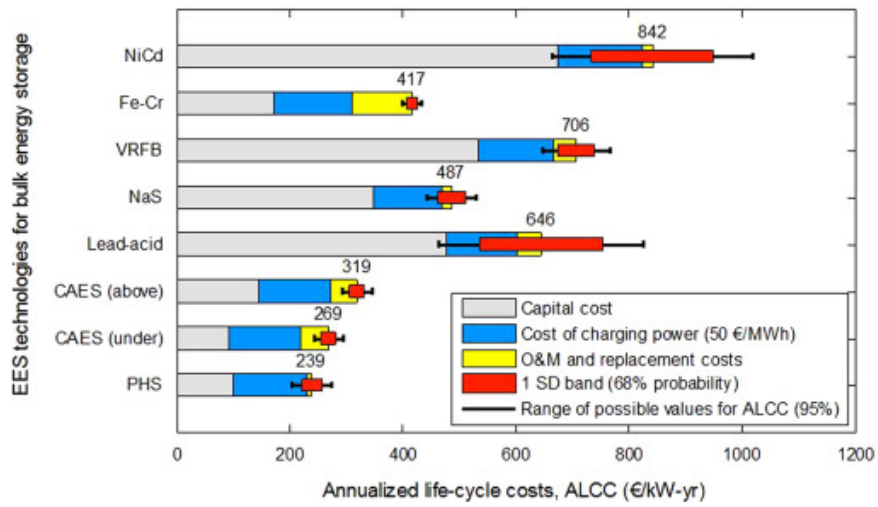 EES technologies for bulk energy storage
NiCd
842
Fe-Cr
417
VRFB
706
NaS
487
Lead-acid
646
CAES (above)
319
CAES (under)
269
PHS
239
Capital cost
Cost of charging power (50 €/MWh)
O&M and replacement costs
1 SD band (68% probability)
Range of possible values for ALCC (95%)
0 200 400 600 800 1000 1200
Annualized life-cycle costs, ALCC (€/kW-yr)